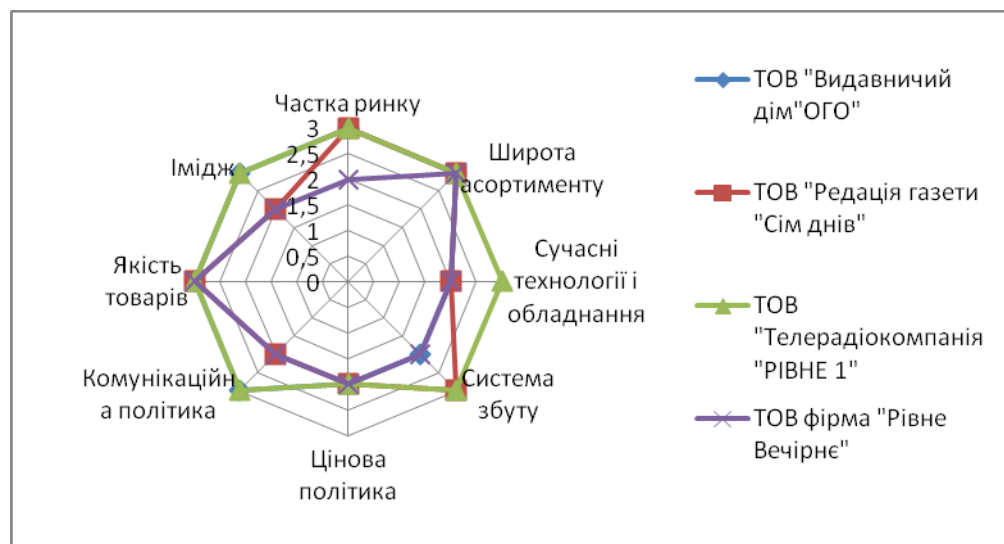 Частка ринку
3
2,5
2
1,5
1
0,5
0
Широта
асортименту
Сучасні
технології і
обладнання
Система
збуту
Цінова
політика
Комунікаційн
а політика
Якість
товарів
Імідж
ТОВ "Видавничий
дім"ОГО"
ТОВ "Редація газети
"Сім днів"
ТОВ
"Телерадіокомпанія
"РІВНЕ 1"
ТОВ фірма "Рівне
Вечірнє"